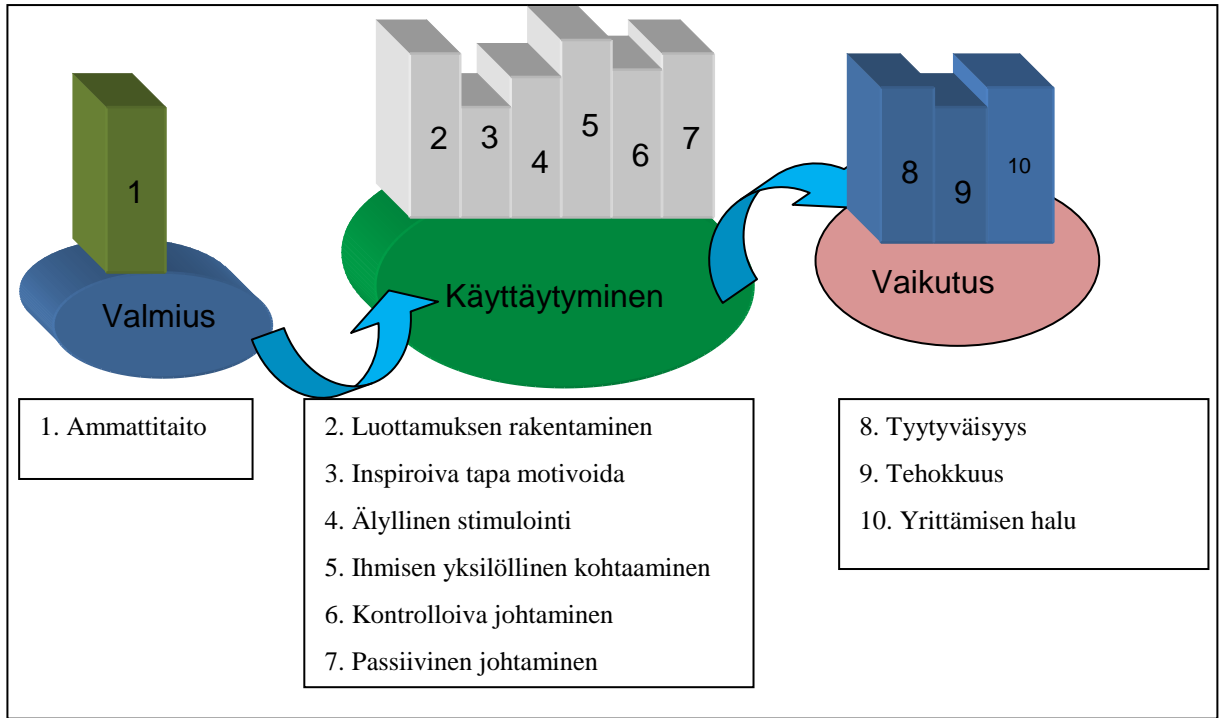 1
2
3
4
5
6
7
8
9
10
Valmius
Käyttäytyminen
Vaikutus
1. Ammattitaito
2. Luottamuksen rakentaminen
3. Inspiroiva tapa motivoida
4. Älyllinen stimulointi
5. Ihmisen yksilöllinen kohtaaminen
6. Kontrolloiva johtaminen
7. Passiivinen johtaminen
8. Tyytyväisyys
9. Tehokkuus
10. Yrittämisen halu